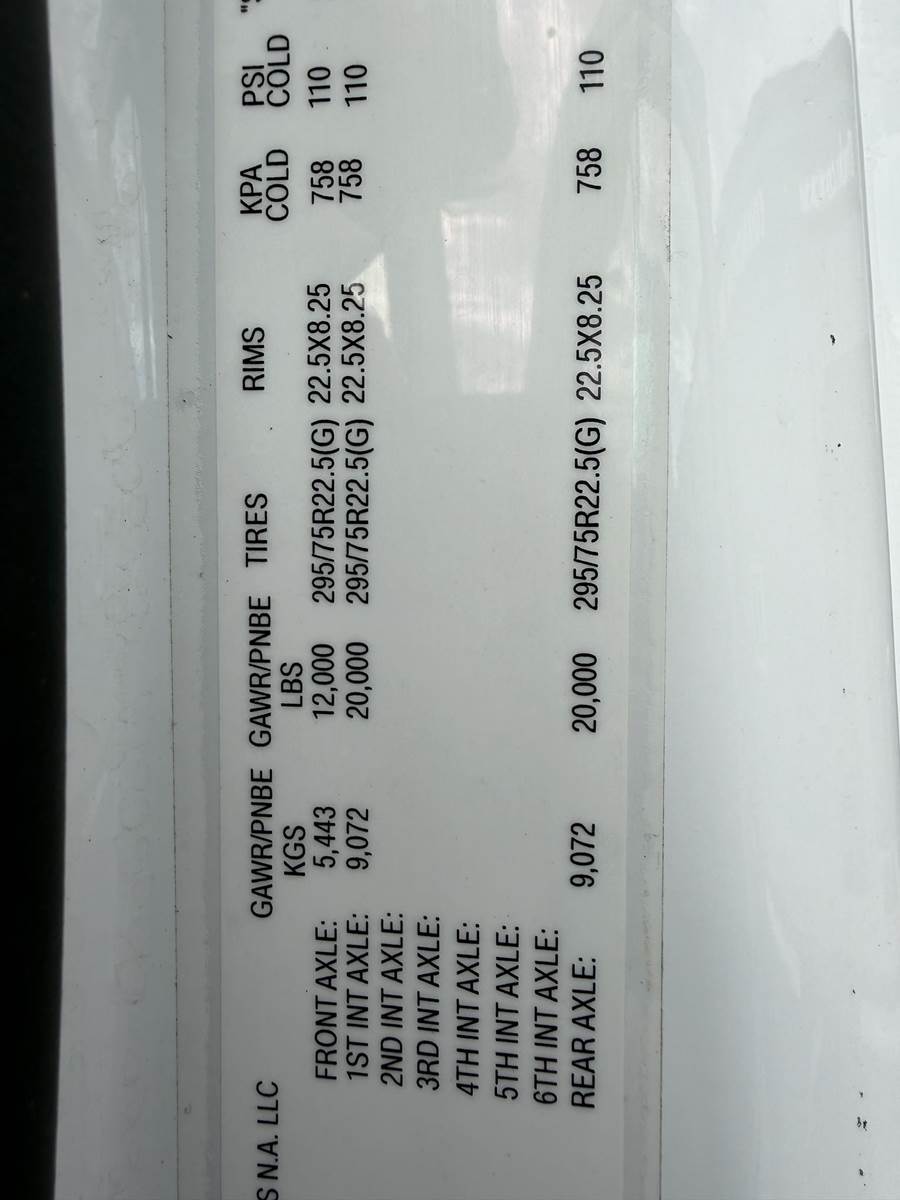 S N.A. LLC
GAWR/PNBE GAWR/PNBE TIRES RIMS KPA PSI
KGS LBS COLD COLD
FRONT AXLE: 5,443 12,000 295/75R22.5(G) 22.5X8.25 758 110
1ST INT AXLE: 9,072 20,000 295/75R22.5(G) 22.5X8.25 758 110
2ND INT AXLE:
3RD INT AXLE:
4TH INT AXLE:
5TH INT AXLE:
6TH INT AXLE:
REAR AXLE: 9,072 20,000 295/75R22.5(G) 22.5X8.25 758 110